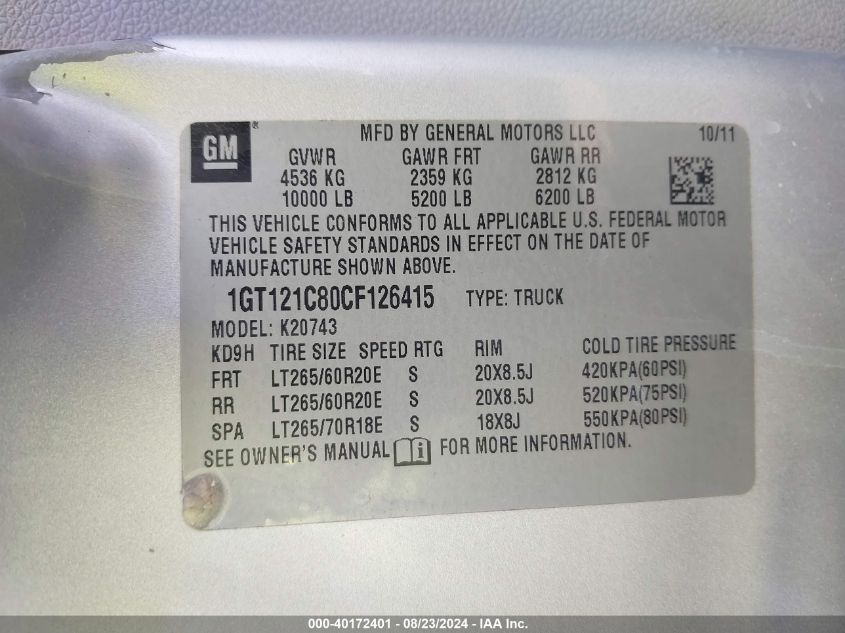 GM® MFD BY GENERAL MOTORS LLC 10/11
GVWR GAWR FRT GAWR RR
4536 KG 2359 KG 2812 KG
10000 LB 5200 LB 6200 LB
THIS VEHICLE CONFORMS TO ALL APPLICABLE U.S. FEDERAL MOTOR
VEHICLE SAFETY STANDARDS IN EFFECT ON THE DATE OF
MANUFACTURE SHOWN ABOVE.
1GT121C80CF126415 TYPE: TRUCK
MODEL: K20743
KD9H TIRE SIZE SPEED RTG RIM COLD TIRE PRESSURE
FRT LT265/60R20E S 20X8.5J 420KPA(60PSI)
RR LT265/60R20E S 20X8.5J 520KPA(75PSI)
SPA LT265/70R18E S 18X8J 550KPA(80PSI)
SEE OWNER'S MANUAL i FOR MORE INFORMATION.
000-40172401 - 08/23/2024 - IAA Inc.